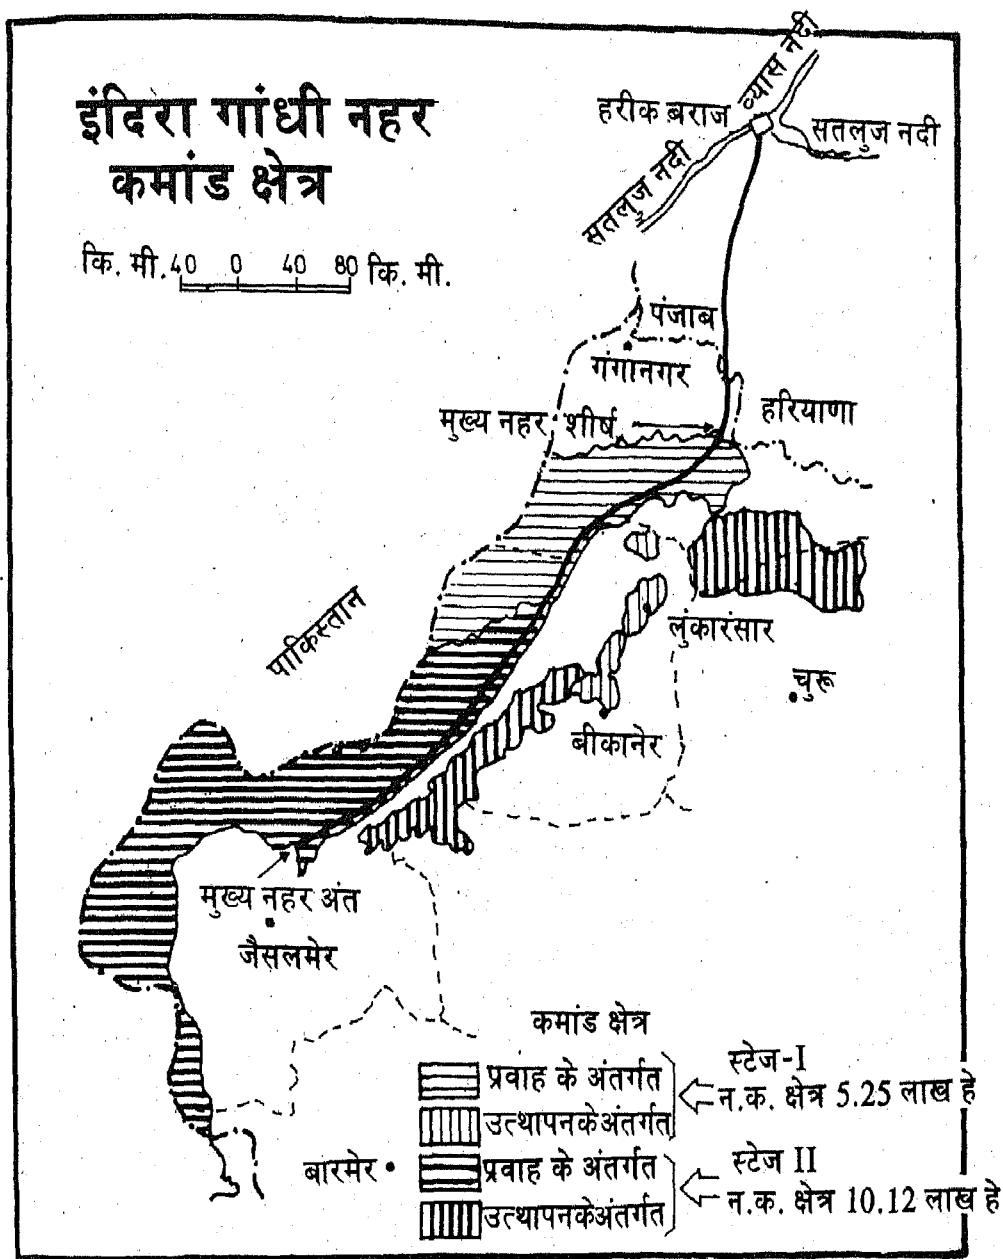 इंदिरा गांधी नहर
कमांड क्षेत्र
कि. मी. 40 0 40 80 कि. मी.
हरीक बराज
व्यास नदी
सतलुज नदी
सतलुज नदी
पंजाब
गंगानगर
मुख्य नहर शीर्ष
हरियाणा
पाकिस्तान
लुंकारंसार
चुरू
बीकानेर
मुख्य नहर अंत
जैसलमेर
कमांड क्षेत्र
प्रवाह के अंतर्गत
उत्थापनके अंतर्गत
स्टेज-I
न.क. क्षेत्र 5.25 लाख हे
बारमेर
प्रवाह के अंतर्गत
उत्थापनके अंतर्गत
स्टेज II
न.क. क्षेत्र 10.12 लाख हे